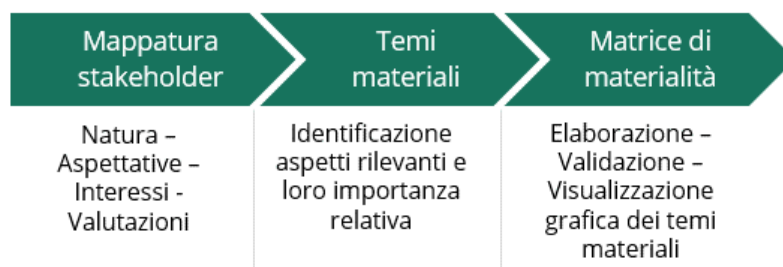 Mappatura
stakeholder
Temi
materiali
Matrice di
materialità
Natura –
Aspettative –
Interessi -
Valutazioni
Identificazione
aspetti rilevanti e
loro importanza
relativa
Elaborazione –
Validazione –
Visualizzazione
grafica dei temi
materiali